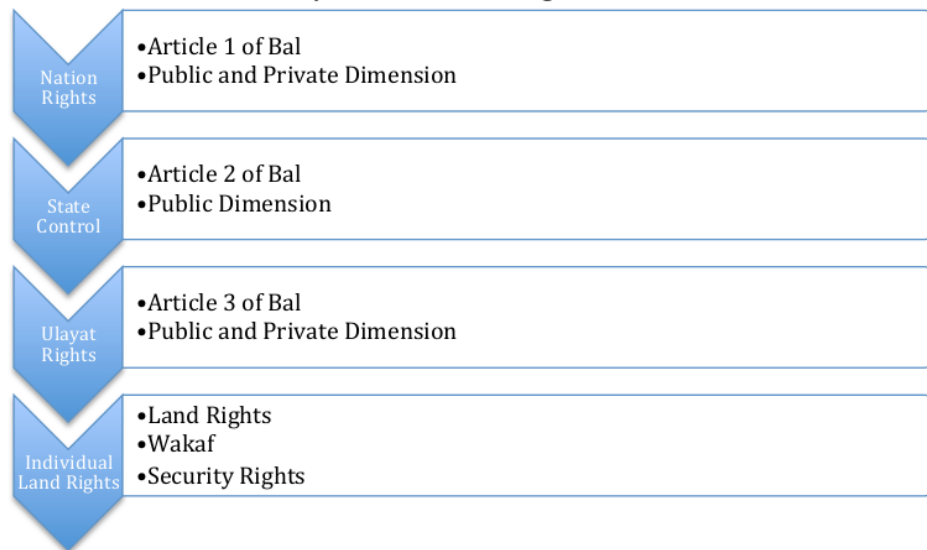 Nation
Rights
•Article 1 of Bal
•Public and Private Dimension
State
Control
•Article 2 of Bal
•Public Dimension
Ulayat
Rights
•Article 3 of Bal
•Public and Private Dimension
Individual
Land Rights
•Land Rights
•Wakaf
•Security Rights